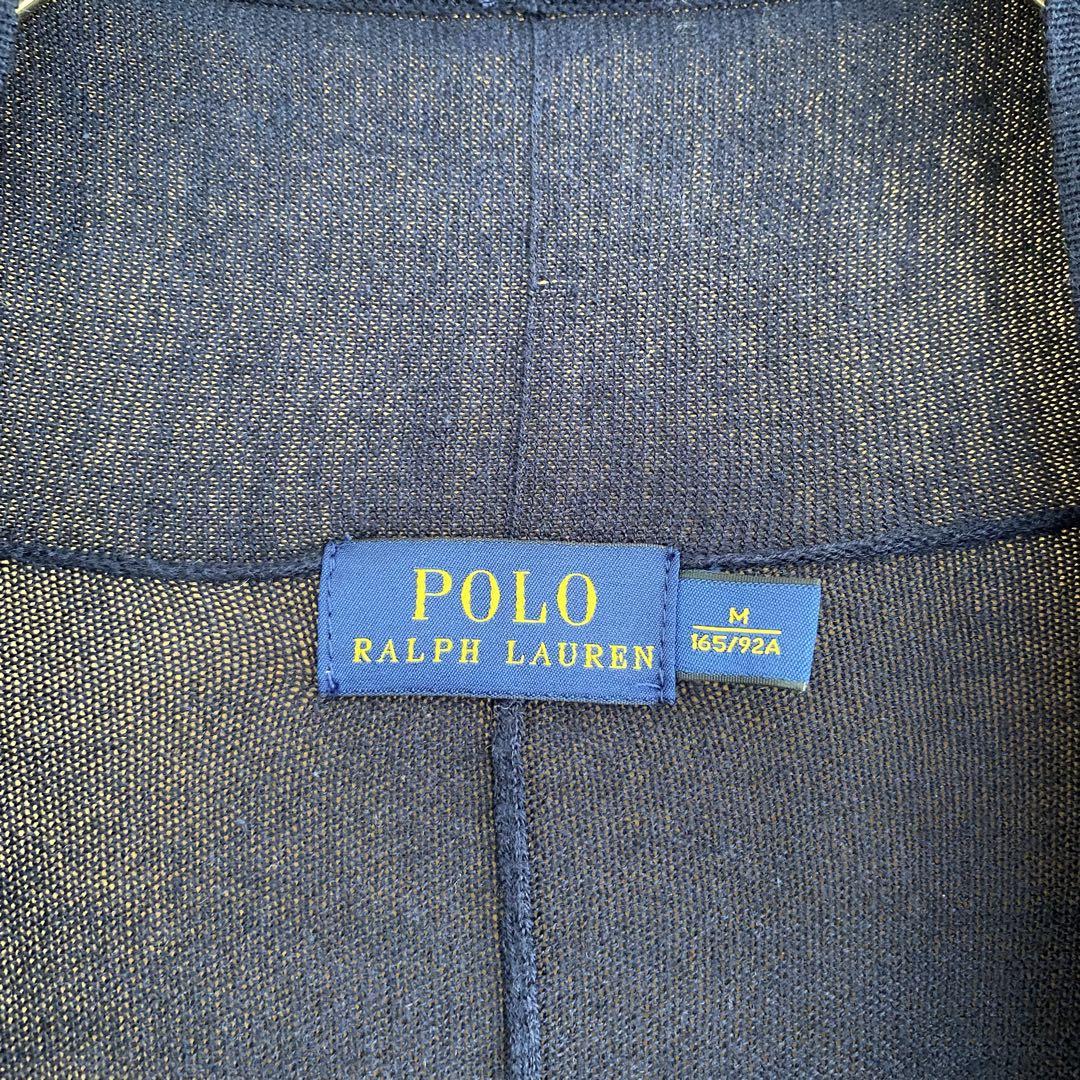 POLO
RALPH LAUREN
M
165/92A